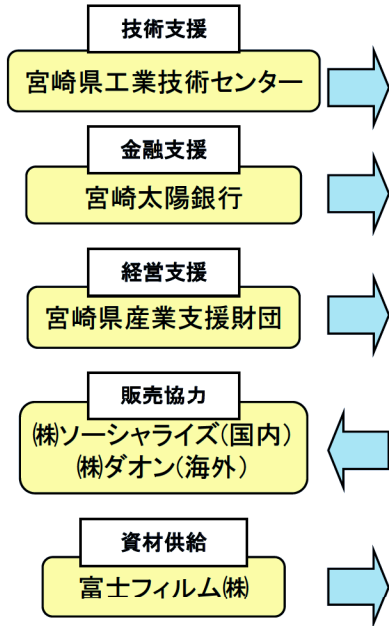 技術支援
宮崎県工業技術センター
金融支援
宮崎太陽銀行
経営支援
宮崎県産業支援財団
販売協力
㈱ソーシャライズ(国内)
㈱ダオン(海外)
資材供給
富士フィルム㈱